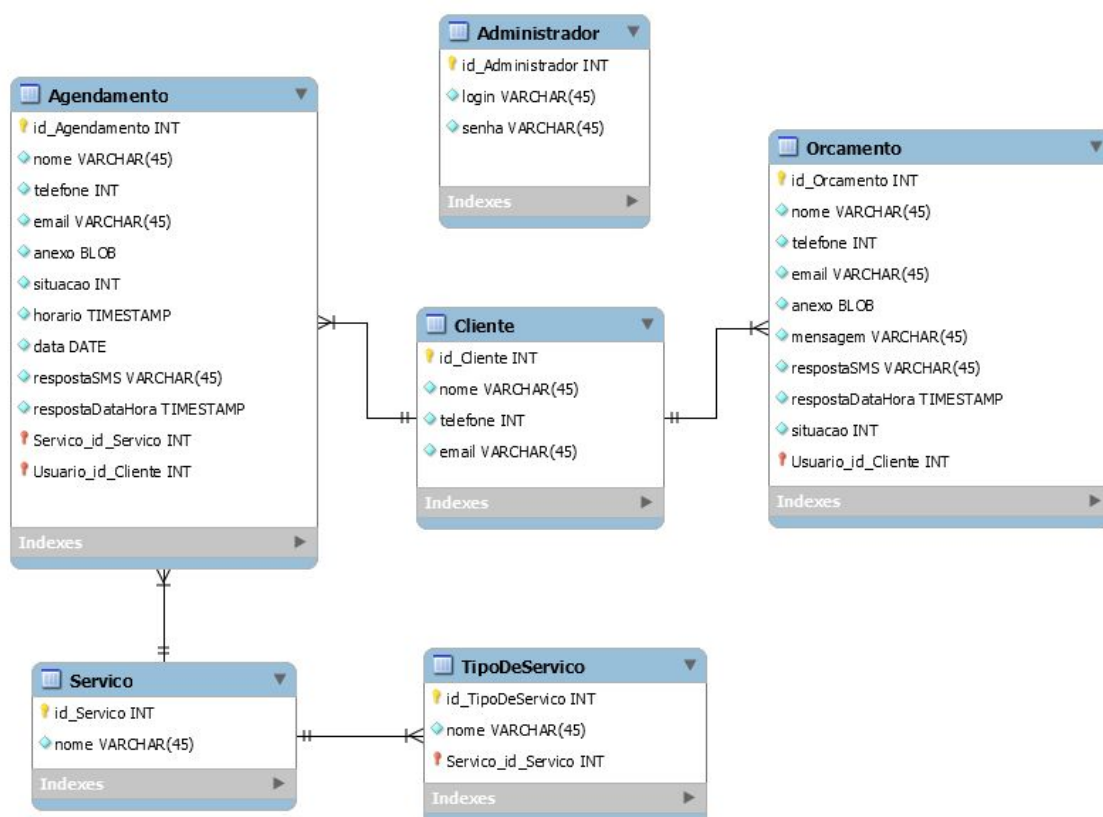 Administrador
id_Administrador INT
login VARCHAR(45)
senha VARCHAR(45)
Indexes
Agendamento
id_Agendamento INT
nome VARCHAR(45)
telefone INT
email VARCHAR(45)
anexo BLOB
situacao INT
horario TIMESTAMP
data DATE
respostaSMS VARCHAR(45)
respostaDataHora TIMESTAMP
Servico_id_Servico INT
Usuario_id_Cliente INT
Indexes
Cliente
id_Cliente INT
nome VARCHAR(45)
telefone INT
email VARCHAR(45)
Indexes
Orcamento
id_Orcamento INT
nome VARCHAR(45)
telefone INT
email VARCHAR(45)
anexo BLOB
mensagem VARCHAR(45)
respostaSMS VARCHAR(45)
respostaDataHora TIMESTAMP
situacao INT
Usuario_id_Cliente INT
Indexes
Servico
id_Servico INT
nome VARCHAR(45)
Indexes
TipoDeServico
id_TipoDeServico INT
nome VARCHAR(45)
Servico_id_Servico INT
Indexes